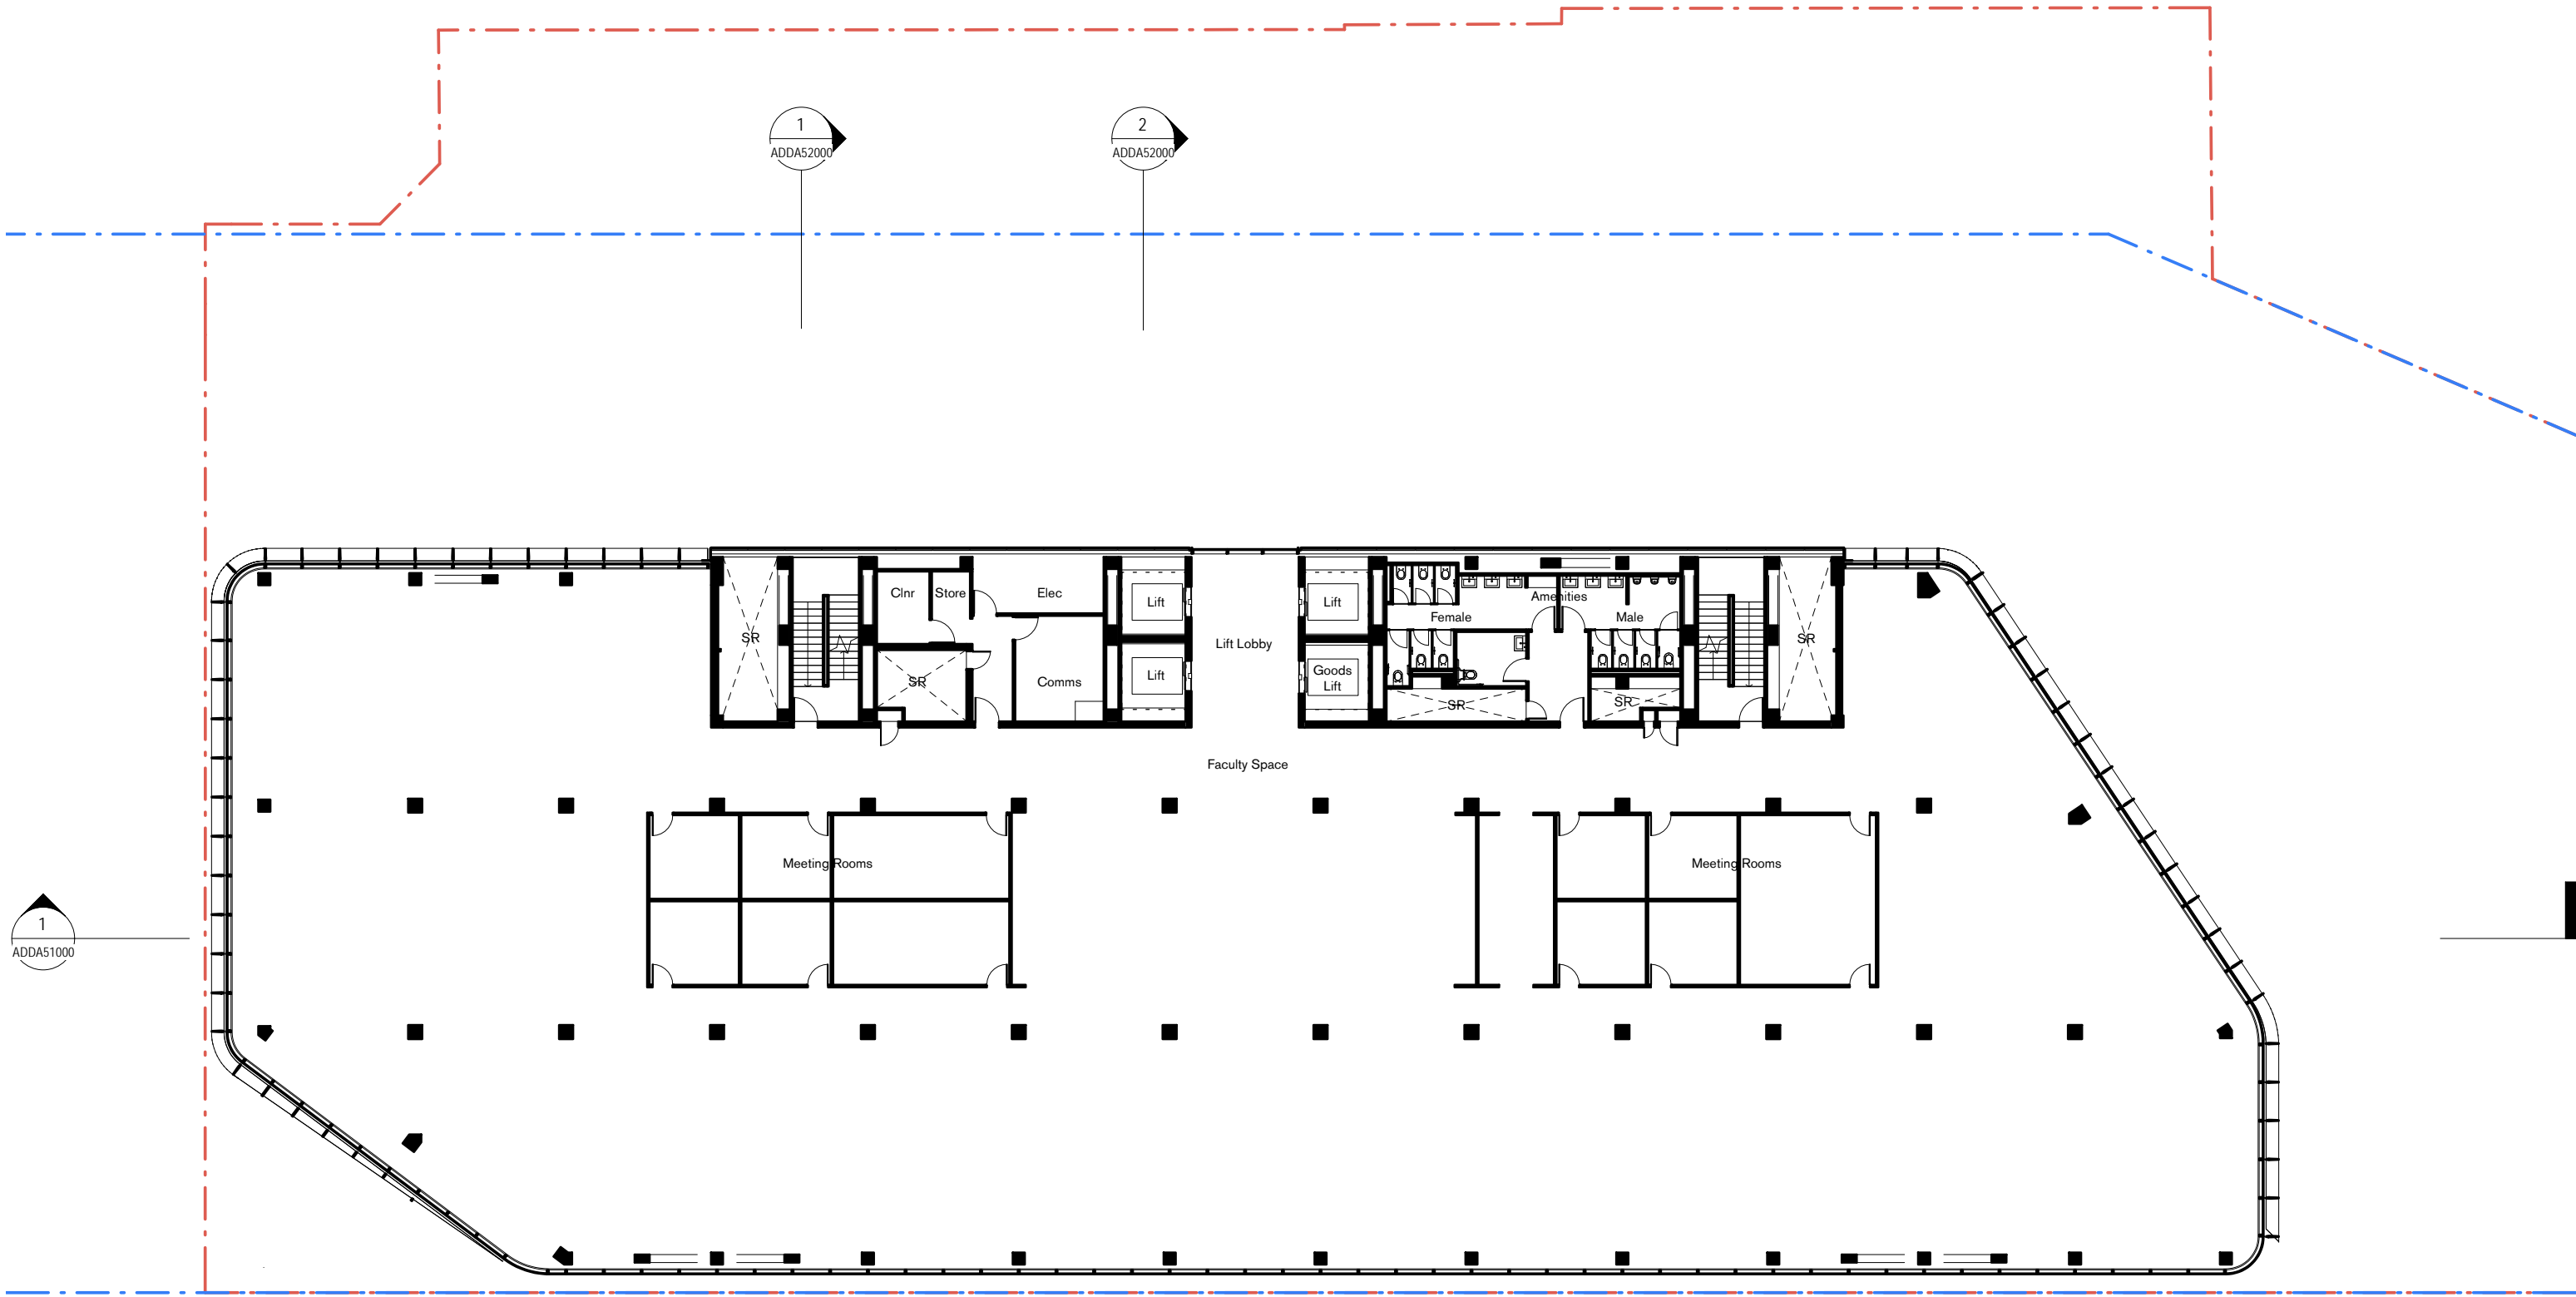 1
ADDA52000
2
ADDA52000
Clnr
Store
Elec
Lift
Lift
Amenities
Female
Male
SR
SR
Lift Lobby
Goods
Lift
Lift
SR
Comms
SR
SR
Faculty Space
Meeting Rooms
Meeting Rooms
1
ADDA51000